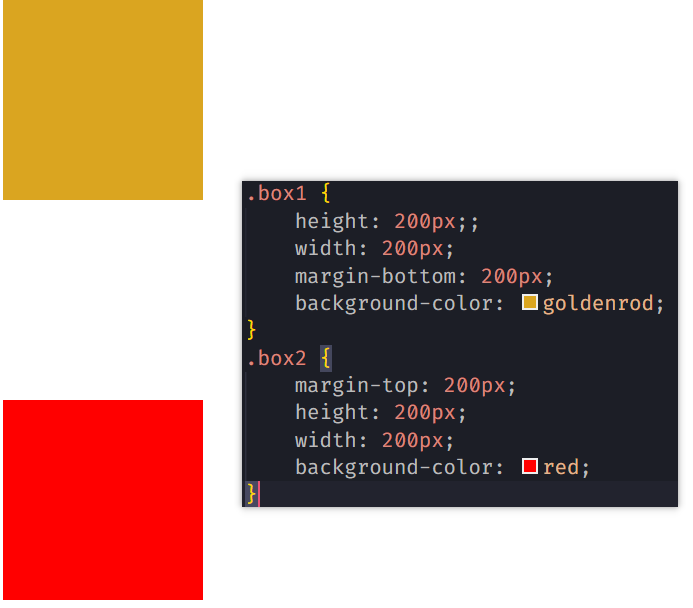 .box1 {
    height: 200px;;
    width: 200px;
    margin-bottom: 200px;
    background-color: goldenrod;
}
.box2 {
    margin-top: 200px;
    height: 200px;
    width: 200px;
    background-color: red;
}